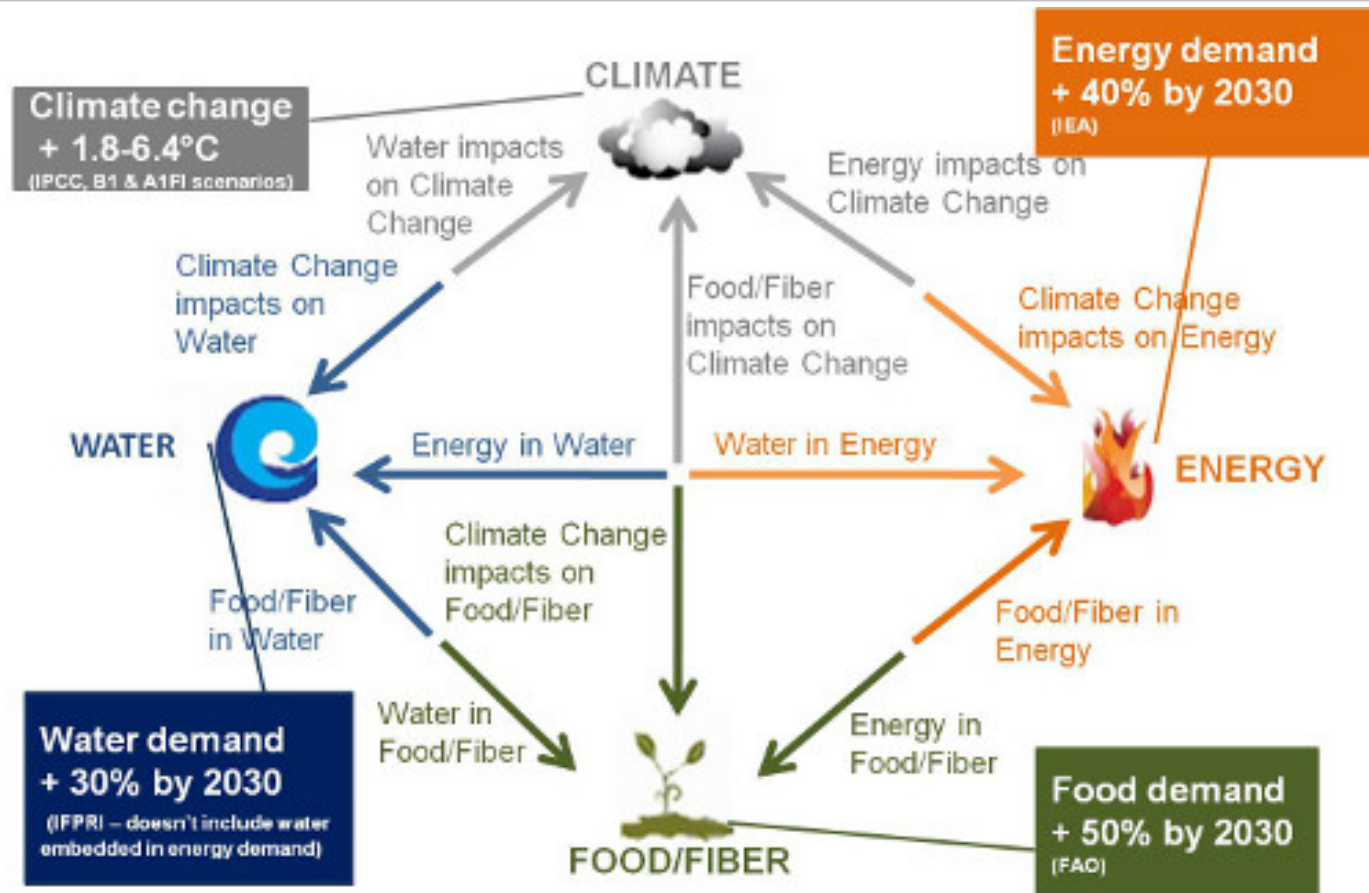 CLIMATE
Energy demand
+ 40% by 2030
(IEA)
Climate change
+ 1.8-6.4°C
(IPCC, B1 & A1FI scenarios)
Water impacts
on Climate
Change
Energy impacts on
Climate Change
Climate Change
impacts on
Water
Food/Fiber
impacts on
Climate Change
Climate Change
impacts on Energy
WATER
Energy in Water
Water in Energy
ENERGY
Climate Change
impacts on
Food/Fiber
Food/Fiber
in Water
Food/Fiber in
Energy
Water in
Food/Fiber
Energy in
Food/Fiber
Water demand
+ 30% by 2030
(IFPRI – doesn't include water
embedded in energy demand)
Food demand
+ 50% by 2030
(FAO)
FOOD/FIBER